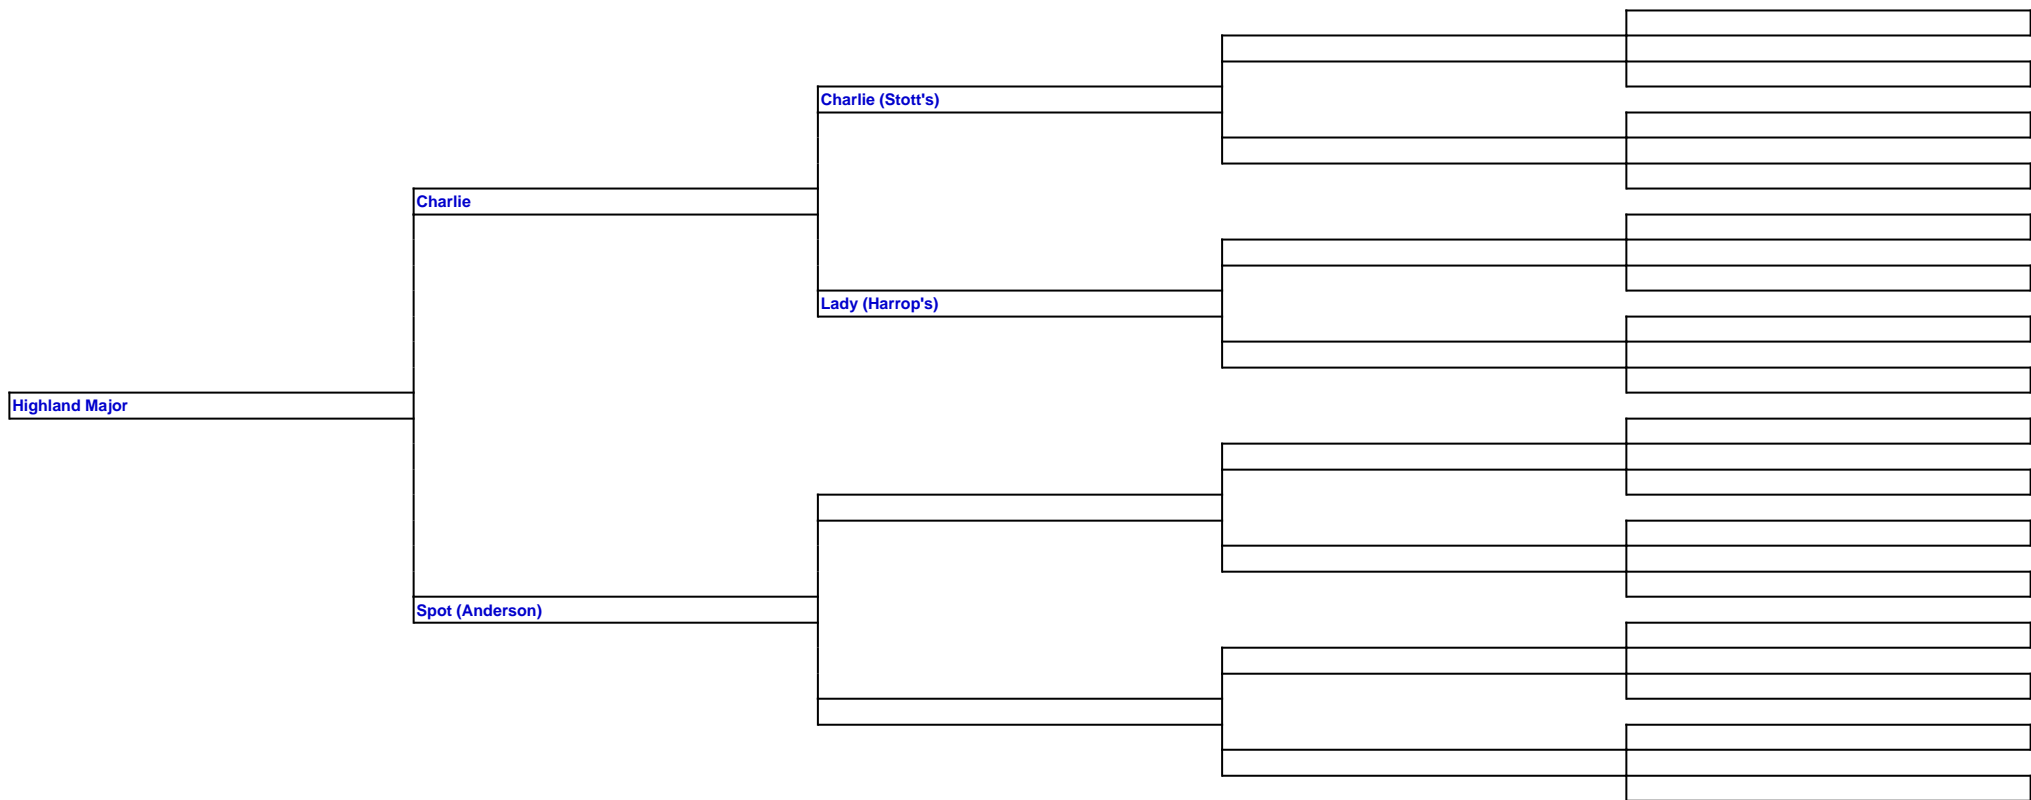 Charlie (Stott's)
Charlie
Lady (Harrop's)
Highland Major
Spot (Anderson)